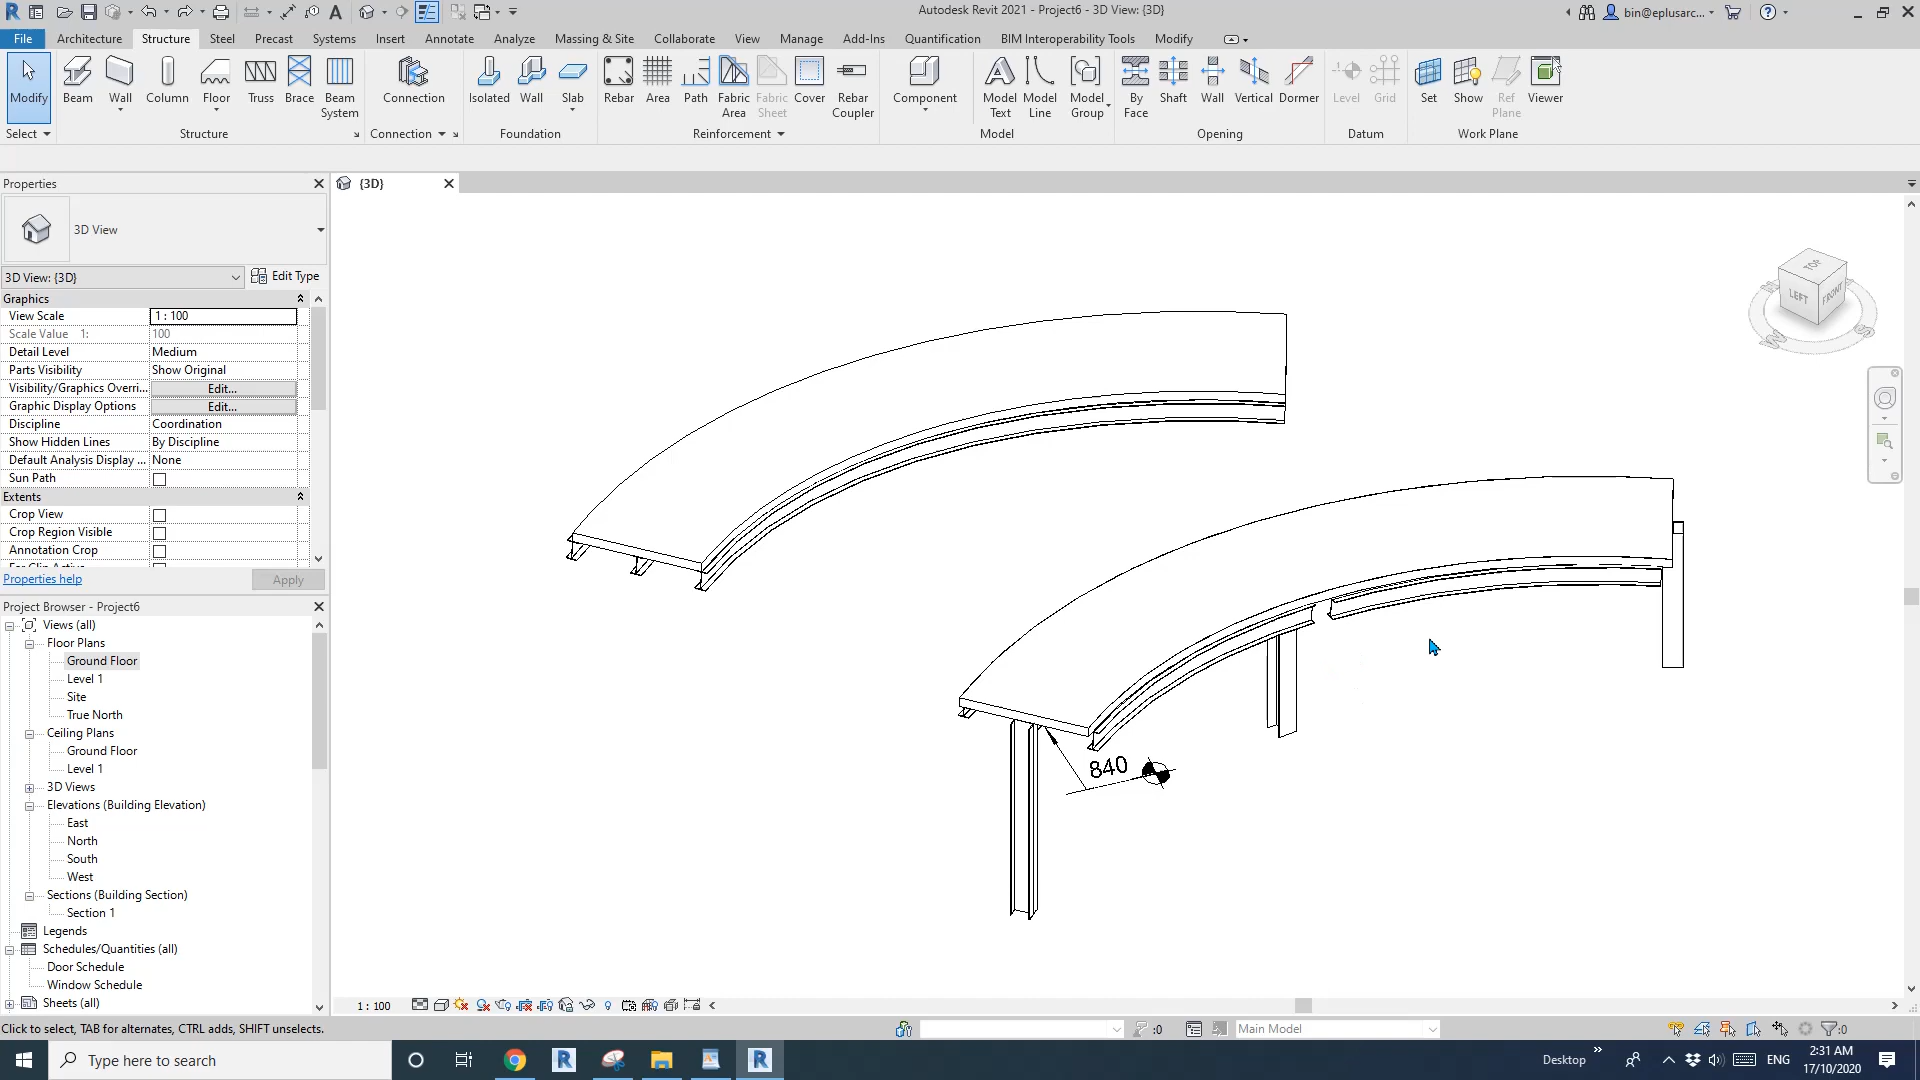 Autodesk Revit 2021 - Project6 - 3D View: {3D}
bin@eplusarc...
File Architecture Structure Steel Precast Systems Insert Annotate Analyze Massing & Site Collaborate View Manage Add-Ins Quantification BIM Interoperability Tools Modify
Modify Beam Wall Column Floor Truss Brace Beam System Connection Isolated Wall Slab Rebar Area Path Fabric Area Fabric Sheet Cover Rebar Coupler Component Model Text Model Line Model Group By Face Shaft Wall Vertical Dormer Level Grid Set Show Ref Plane Viewer
Select Structure Connection Foundation Reinforcement Model Opening Datum Work Plane
Properties
{3D}
3D View
3D View: {3D} Edit Type
Graphics
View Scale 1 : 100
Scale Value 1: 100
Detail Level Medium
Parts Visibility Show Original
Visibility/Graphics Overri... Edit...
Graphic Display Options Edit...
Discipline Coordination
Show Hidden Lines By Discipline
Default Analysis Display ... None
Sun Path
Extents
Crop View
Crop Region Visible
Annotation Crop
Properties help Apply
Project Browser - Project6
Views (all)
Floor Plans
Ground Floor
Level 1
Site
True North
Ceiling Plans
Ground Floor
Level 1
3D Views
Elevations (Building Elevation)
East
North
South
West
Sections (Building Section)
Section 1
Legends
Schedules/Quantities (all)
Door Schedule
Window Schedule
Sheets (all)
TOP
LEFT FRONT
W S
840
1 : 100
Click to select, TAB for alternates, CTRL adds, SHIFT unselects.
:0
Main Model
:0
Type here to search
Desktop
ENG
2:31 AM
17/10/2020